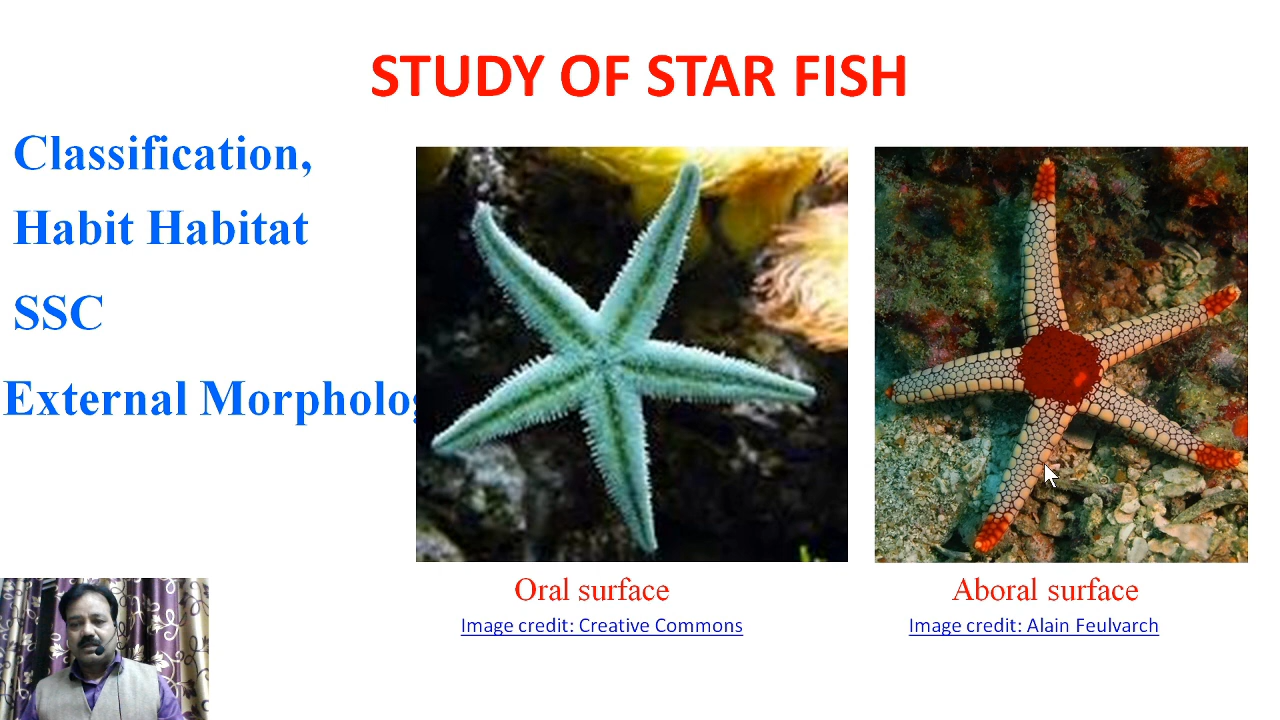 STUDY OF STAR FISH
Classification,
Habit Habitat
SSC
External Morpholog
Oral surface
Aboral surface
Image credit: Creative Commons
Image credit: Alain Feulvarch